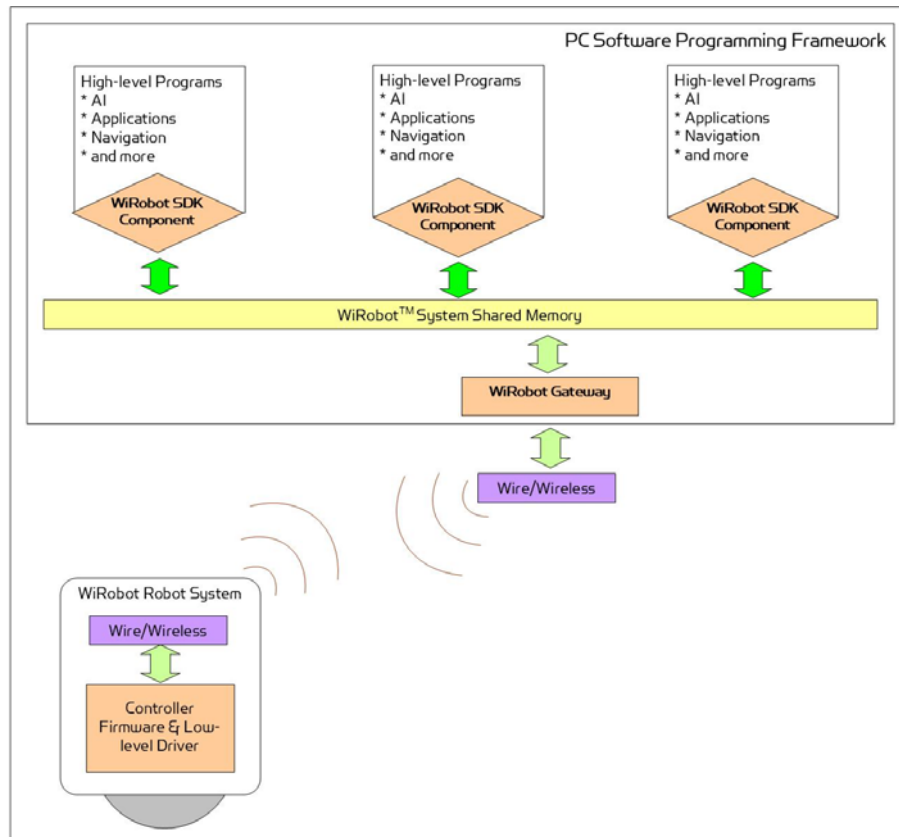 PC Software Programming Framework
High-level Programs
* AI
* Applications
* Navigation
* and more
WiRobot SDK
Component
High-level Programs
* AI
* Applications
* Navigation
* and more
WiRobot SDK
Component
High-level Programs
* AI
* Applications
* Navigation
* and more
WiRobot SDK
Component
WiRobot™ System Shared Memory
WiRobot Gateway
Wire/Wireless
WiRobot Robot System
Wire/Wireless
Controller
Firmware & Low-
level Driver